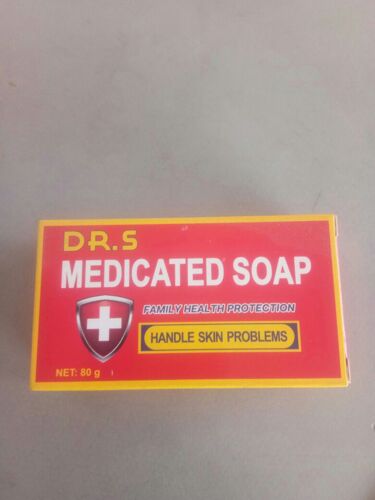 DR.S
MEDICATED SOAP
FAMILY HEALTH PROTECTION
HANDLE SKIN PROBLEMS
NET: 80 g